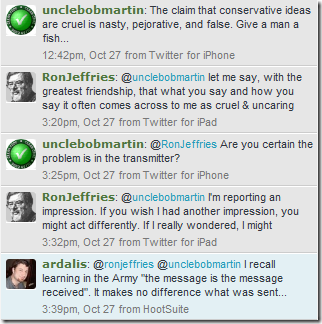 unclebobmartin: The claim that conservative ideas
are cruel is nasty, pejorative, and false. Give a man a
fish...
12:42pm, Oct 27 from Twitter for iPhone
RonJeffries: @unclebobmartin let me say, with
the greatest friendship, that what you say and how you
say it often comes across to me as cruel & uncaring
3:20pm, Oct 27 from Twitter for iPad
unclebobmartin: @RonJeffries Are you certain the
problem is in the transmitter?
3:25pm, Oct 27 from Twitter for iPhone
RonJeffries: @unclebobmartin I'm reporting an
impression. If you wish I had another impression, you
might act differently. If I really wondered, I might
3:32pm, Oct 27 from Twitter for iPad
ardalis: @ronjeffries @unclebobmartin I recall
learning in the Army "the message is the message
received". It makes no difference what was sent...
3:39pm, Oct 27 from HootSuite